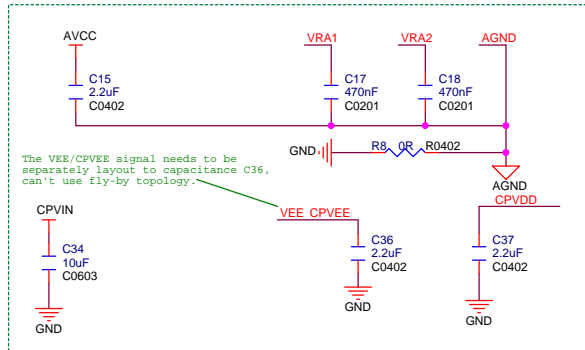 AVCC
VRA1
VRA2
AGND
C15
2.2uF
C0402
C17
470nF
C0201
C18
470nF
C0201
GND
R8 0R R0402
AGND
The VEE/CPVEE signal needs to be
separately layout to capacitance C36,
can't use fly-by topology.
CPVIN
VEE_CPVEE
CPVDD
C34
10uF
C0603
C36
2.2uF
C0402
C37
2.2uF
C0402
GND
GND
GND